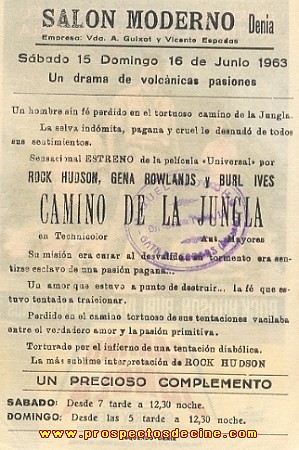 SALON MODERNO Denia
Empresa: Vda. A. Guixot y Vicente Espadas
Sábado 15 Domingo 16 de Junio 1963
Un drama de volcànicas pasiones
Un hombre sin fé perdido en el tortuoso camino de la Jungla.
La selva indómita, pagana y cruel le desnudó de todos
sus sentimientos.
Sensacional ESTRENO de la película «Universal» por
ROCK HUDSON, GENA ROWLANDS y BURL IVES
CAMINO DE LA JUNGLA
en Technicolor Aut. Mayores
Su misión era curar al desvalido su tormento era sen-
tirse esclavo de una pasión pagana...
Un amor que estuvo a punto de destruir... la fé que es-
tuvo tentado a traicionar.
Perdido en el camino tortuoso de sus tentaciones vacilaba
entre el verdadero amor y la pasión primitiva.
Torturado por el infierno de una tentación diabólica.
La más sublime interpretación de ROCK HUDSON
UN PRECIOSO COMPLEMENTO
SABADO: Desde 7 tarde a 12,30 noche.
DOMINGO: Desde las 5 tarde a 12,30 noche.
www.prospectosdecine.com